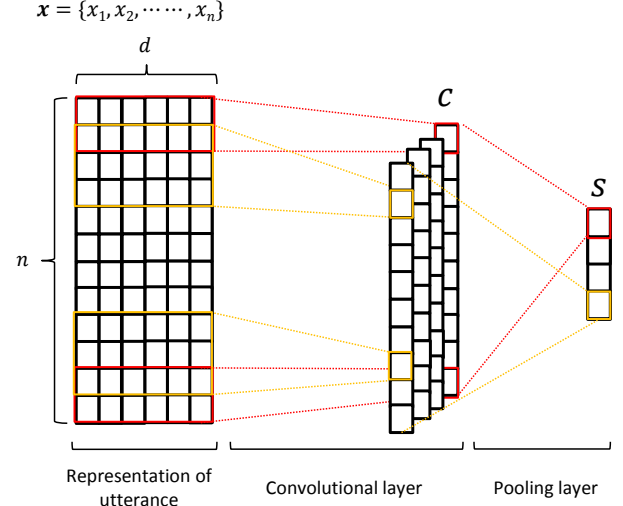 x = {x₁, x₂, ⋯⋯, xₙ}
d
C
S
n
Representation of
utterance
Convolutional layer
Pooling layer